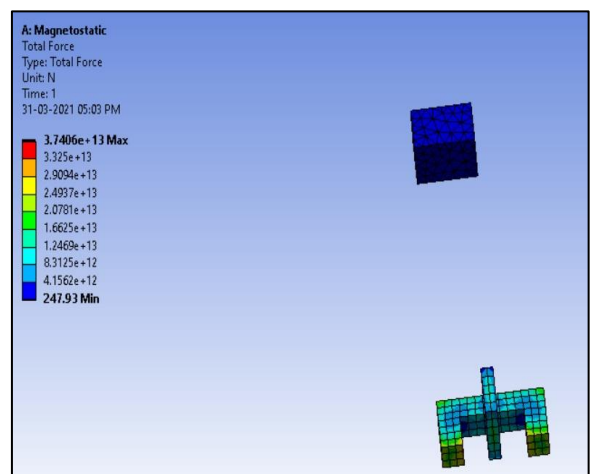 A: Magnetostatic
Total Force
Type: Total Force
Unit: N
Time: 1
31-03-2021 05:03 PM
3.7406e+13 Max
3.325e+13
2.9094e+13
2.4937e+13
2.0781e+13
1.6625e+13
1.2469e+13
8.3125e+12
4.1562e+12
247.93 Min